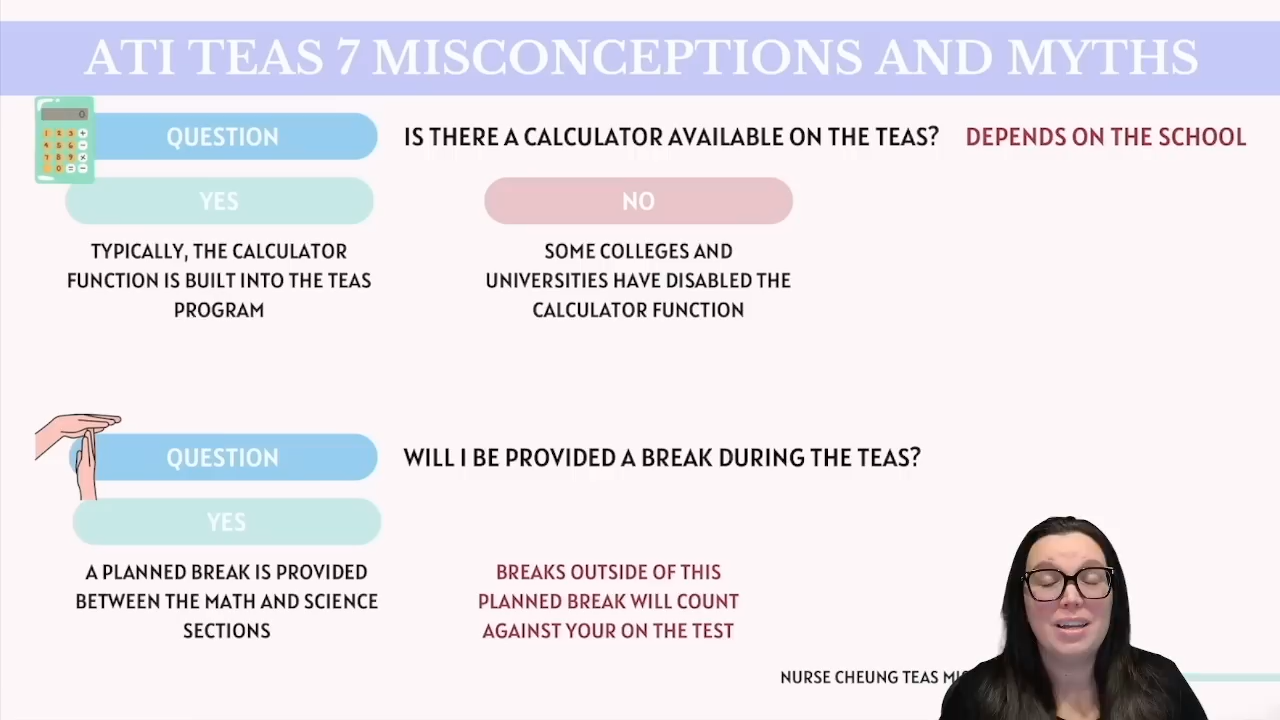 ATI TEAS 7 MISCONCEPTIONS AND MYTHS
QUESTION
IS THERE A CALCULATOR AVAILABLE ON THE TEAS?
DEPENDS ON THE SCHOOL
YES
TYPICALLY, THE CALCULATOR
FUNCTION IS BUILT INTO THE TEAS
PROGRAM
NO
SOME COLLEGES AND
UNIVERSITIES HAVE DISABLED THE
CALCULATOR FUNCTION
QUESTION
WILL I BE PROVIDED A BREAK DURING THE TEAS?
YES
A PLANNED BREAK IS PROVIDED
BETWEEN THE MATH AND SCIENCE
SECTIONS
BREAKS OUTSIDE OF THIS
PLANNED BREAK WILL COUNT
AGAINST YOUR ON THE TEST
NURSE CHEUNG TEAS